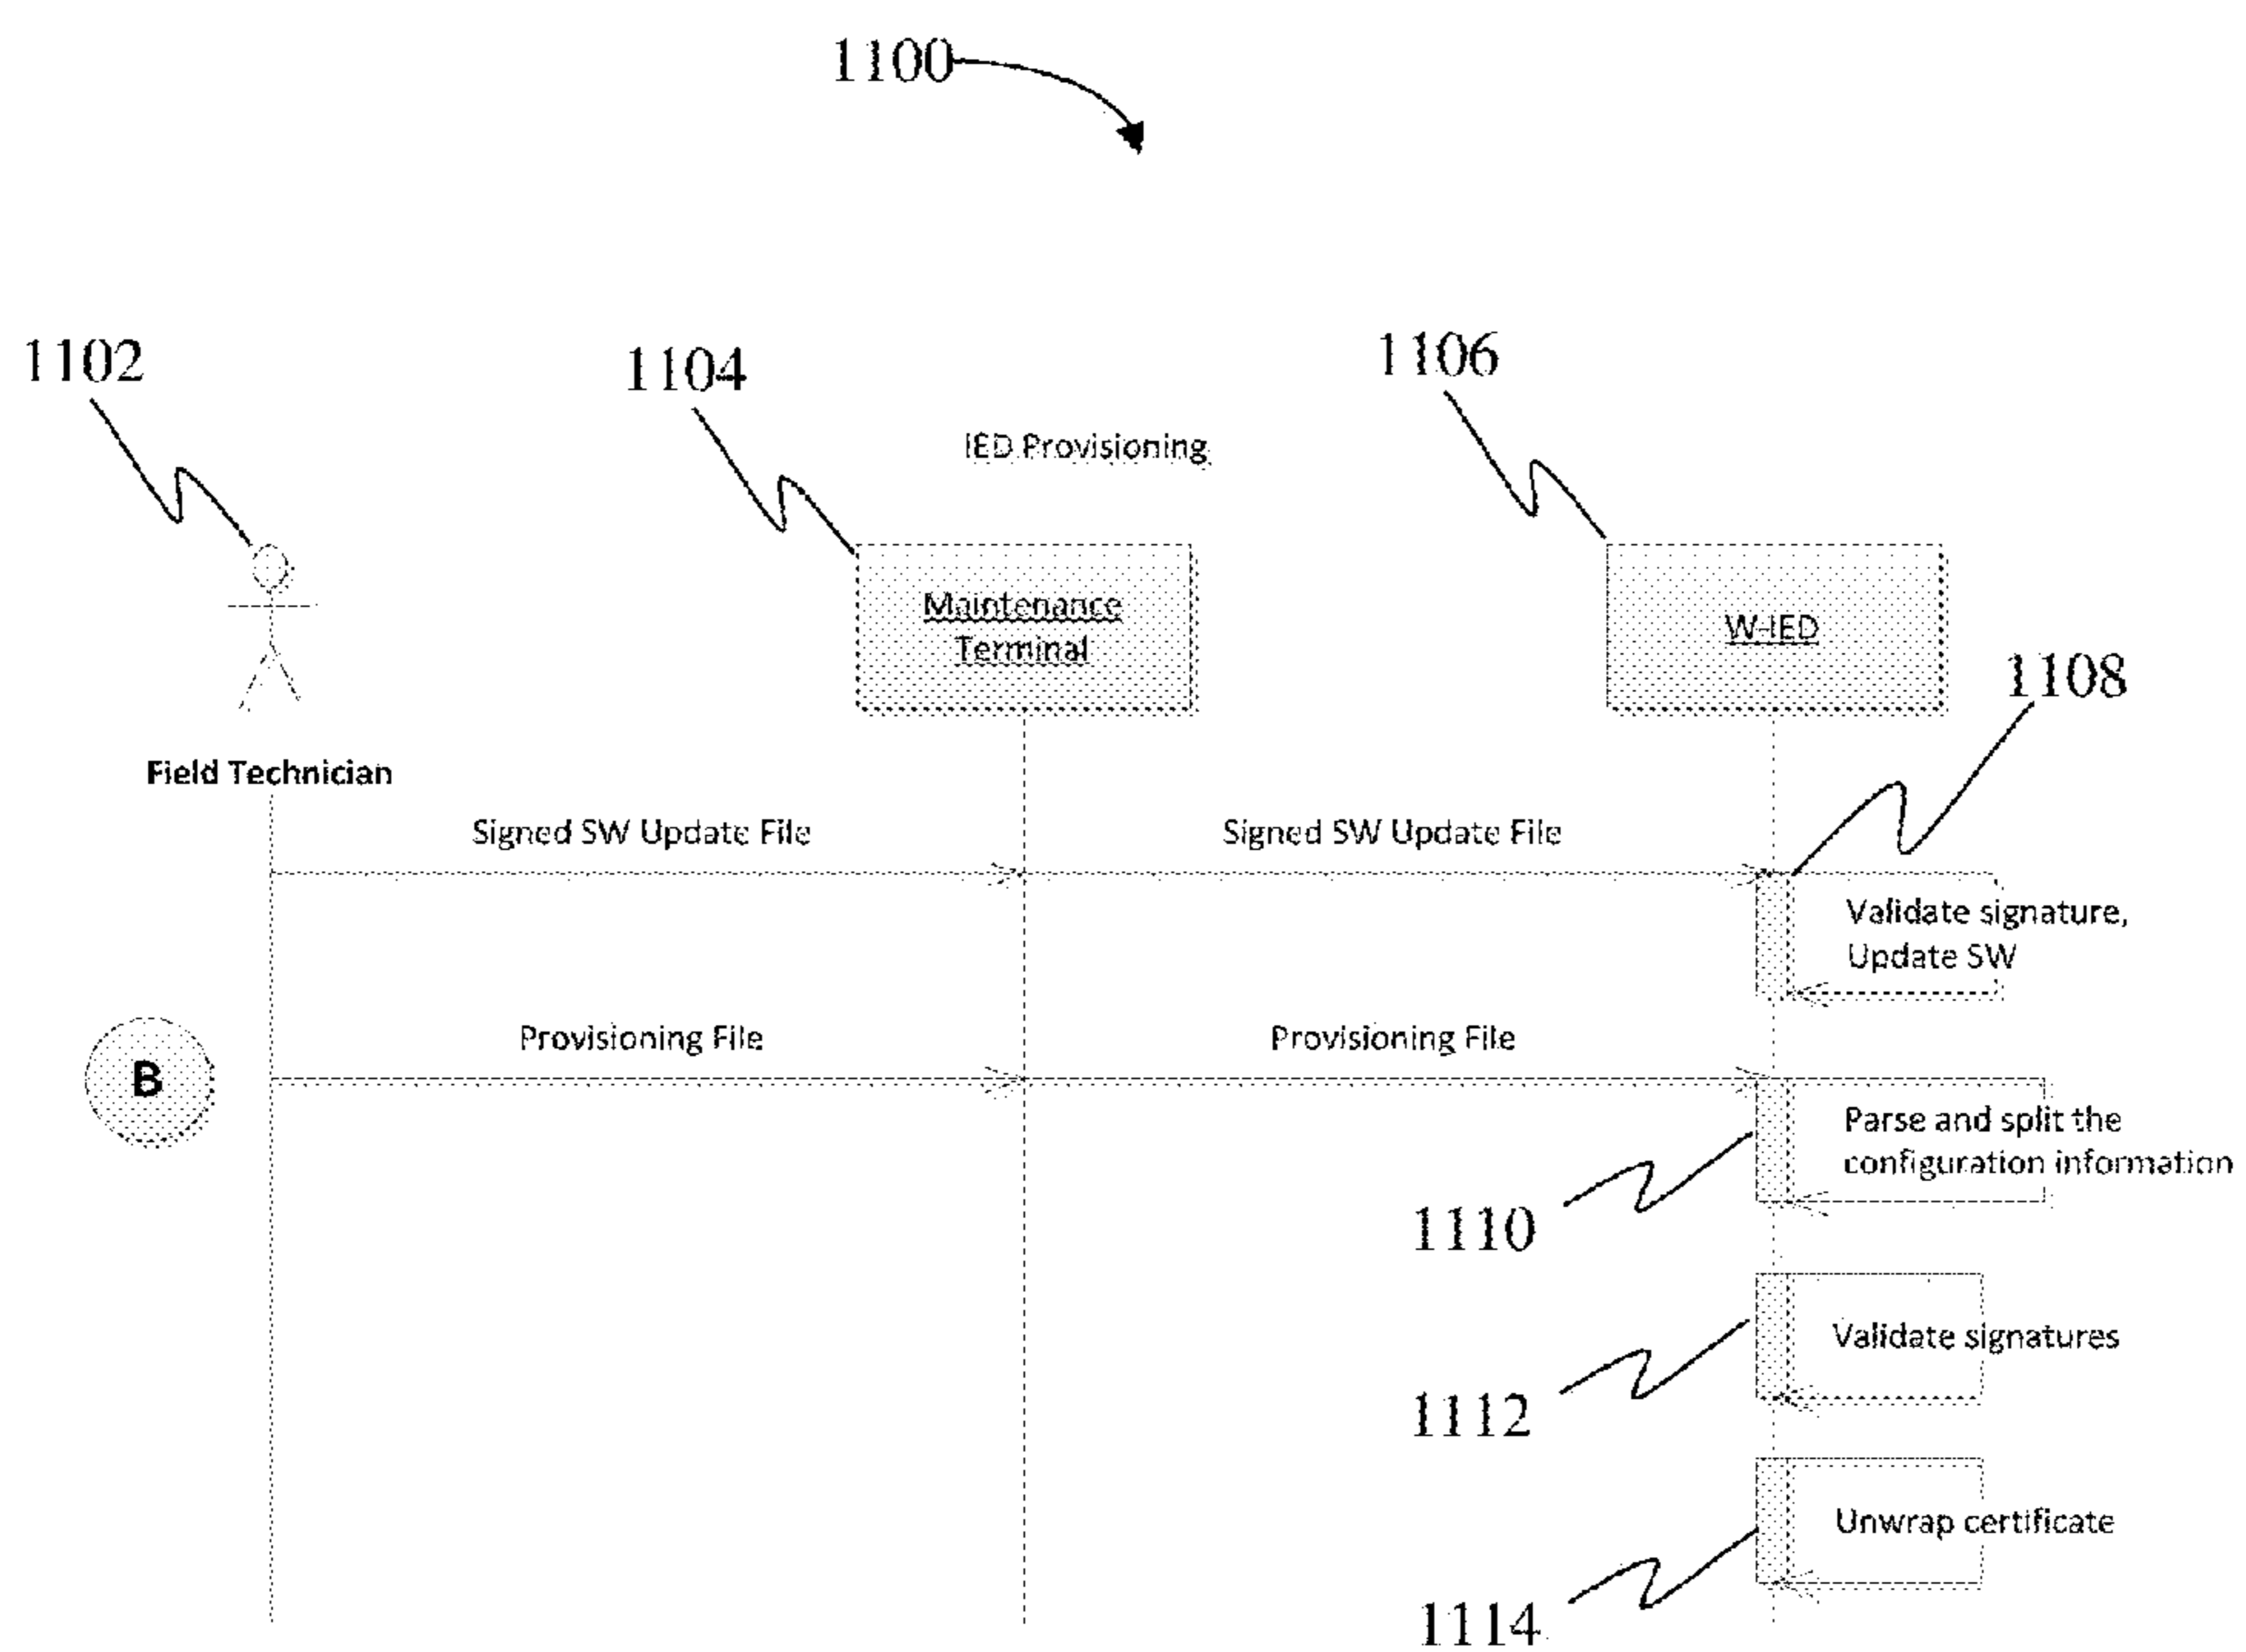 1100
1102
1104
1106
IED Provisioning
Maintenance
Terminal
W-IED
1108
Field Technician
Signed SW Update File
Signed SW Update File
Validate signature,
Update SW
B
Provisioning File
Provisioning File
Parse and split the
configuration information
1110
Validate signatures
1112
Unwrap certificate
1114